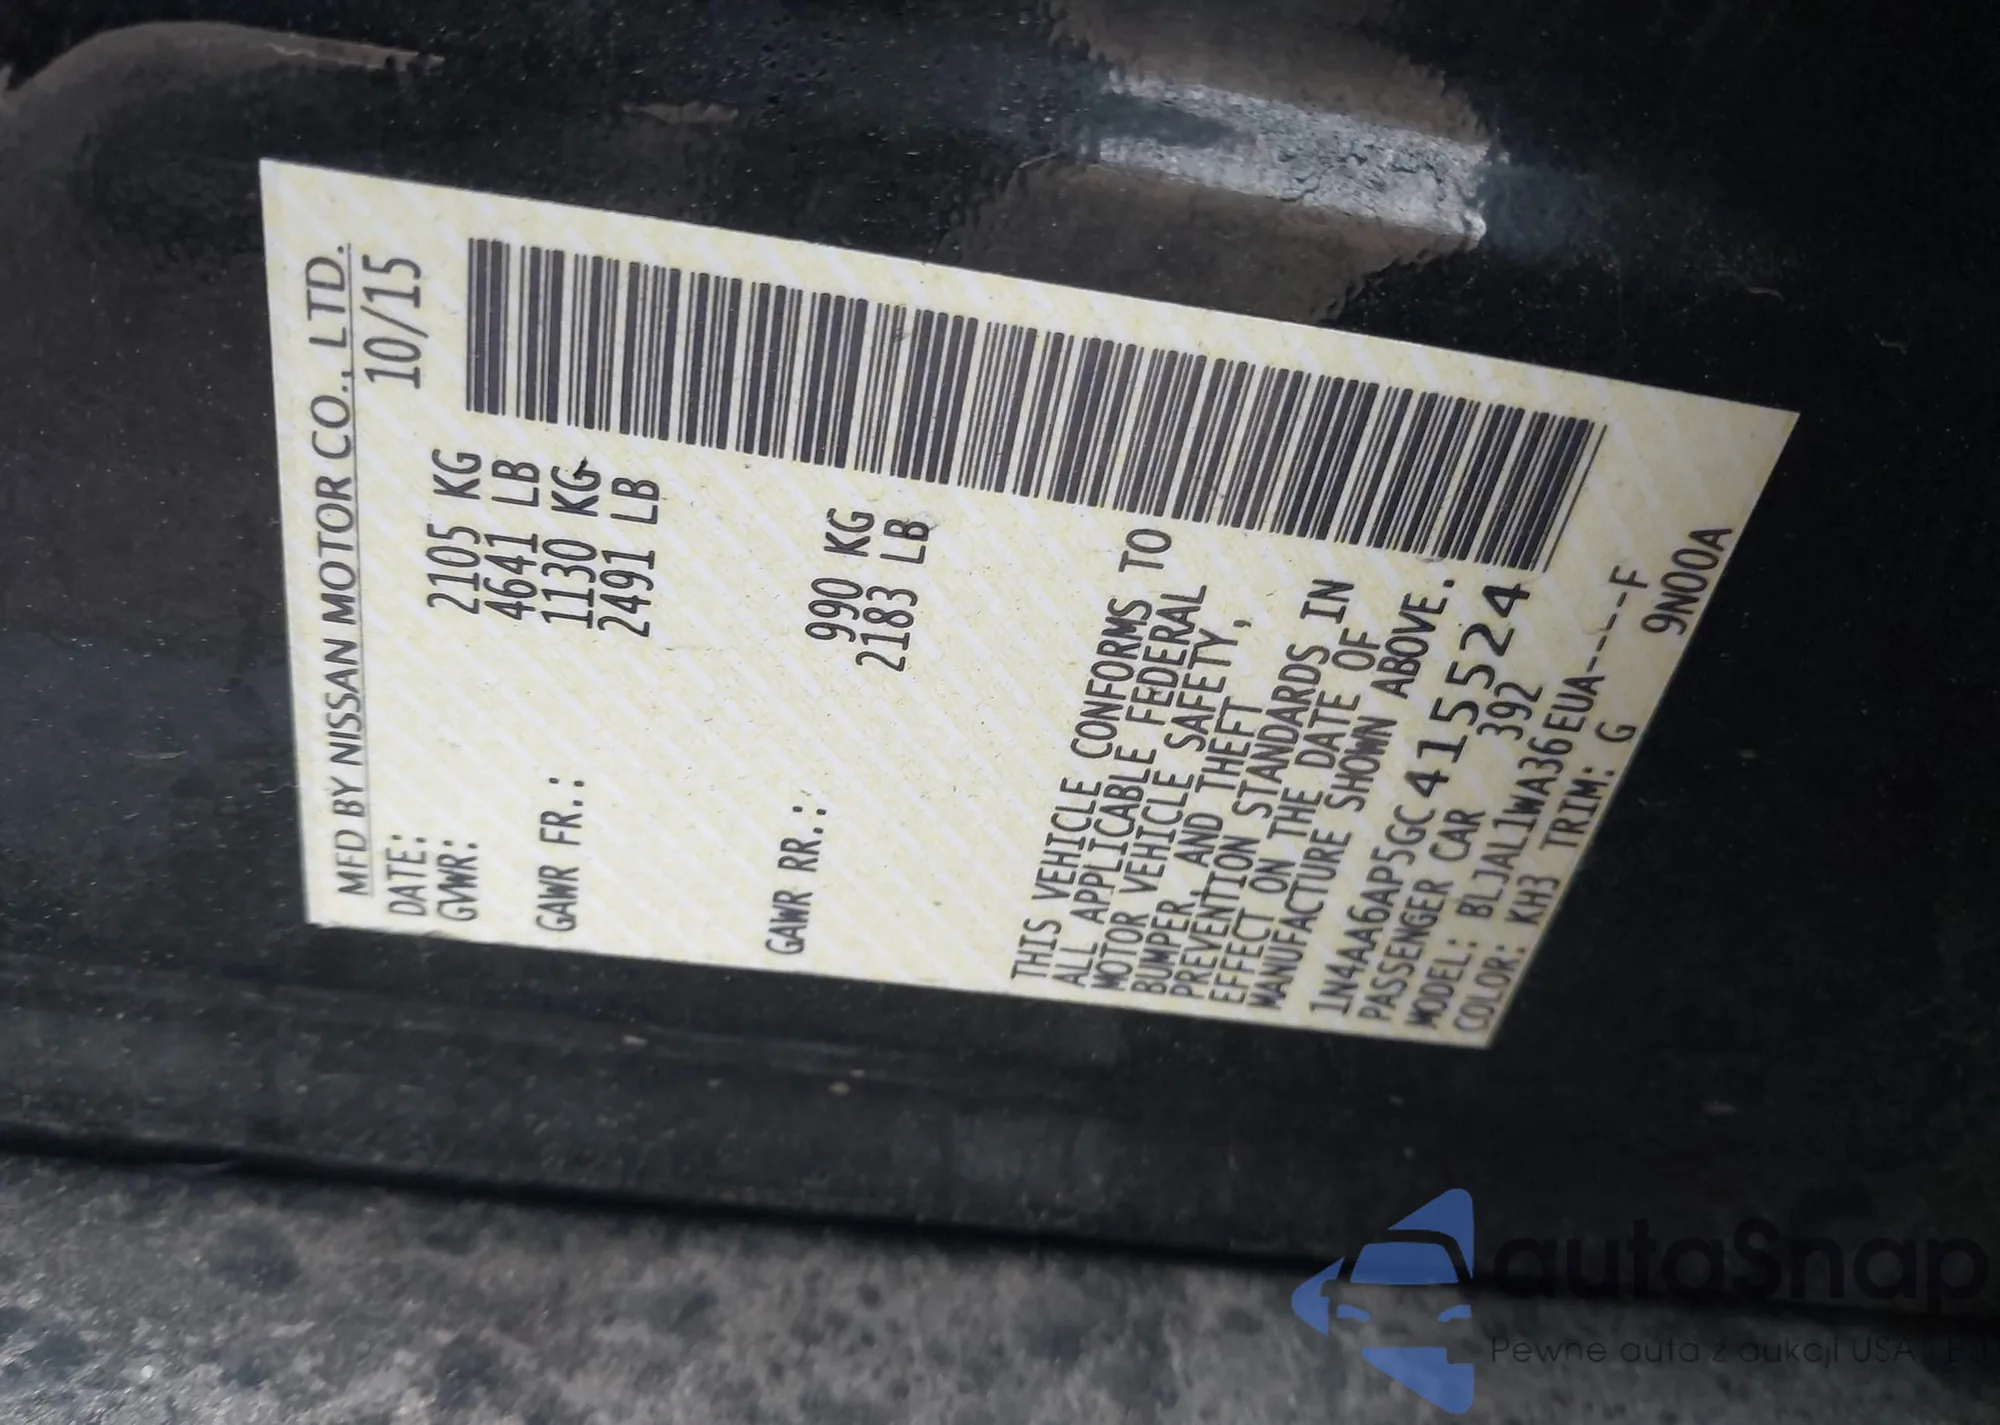 MFD BY NISSAN MOTOR CO., LTD.
DATE: 10/15
GVWR: 2105 KG
4641 LB
GAWR FR.: 1130 KG
2491 LB
GAWR RR.: 990 KG
2183 LB
THIS VEHICLE CONFORMS TO
ALL APPLICABLE FEDERAL
MOTOR VEHICLE SAFETY,
BUMPER, AND THEFT
PREVENTION STANDARDS IN
EFFECT ON THE DATE OF
MANUFACTURE SHOWN ABOVE.
1N4AA6AP5GC415524
PASSENGER CAR 392
MODEL: BLJAL1WA36EUA-----F
COLOR: KH3 TRIM: G 9N00A
autoSnap
Pewne auta z aukcji USA